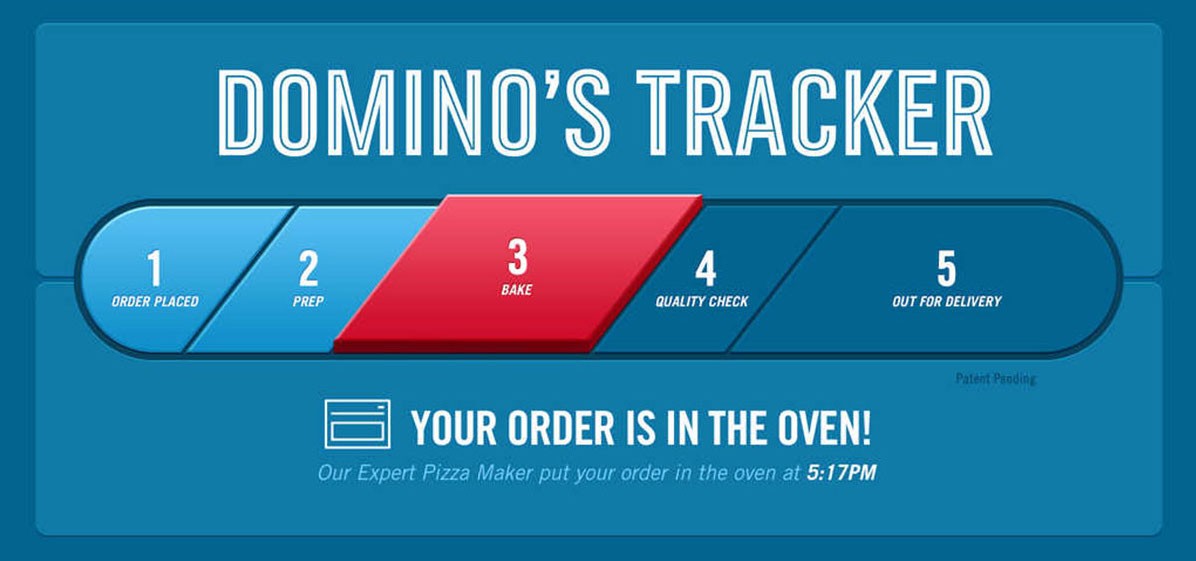 DOMINO'S TRACKER
1
ORDER PLACED
2
PREP
3
BAKE
4
QUALITY CHECK
5
OUT FOR DELIVERY
Patent Pending
YOUR ORDER IS IN THE OVEN!
Our Expert Pizza Maker put your order in the oven at 5:17PM